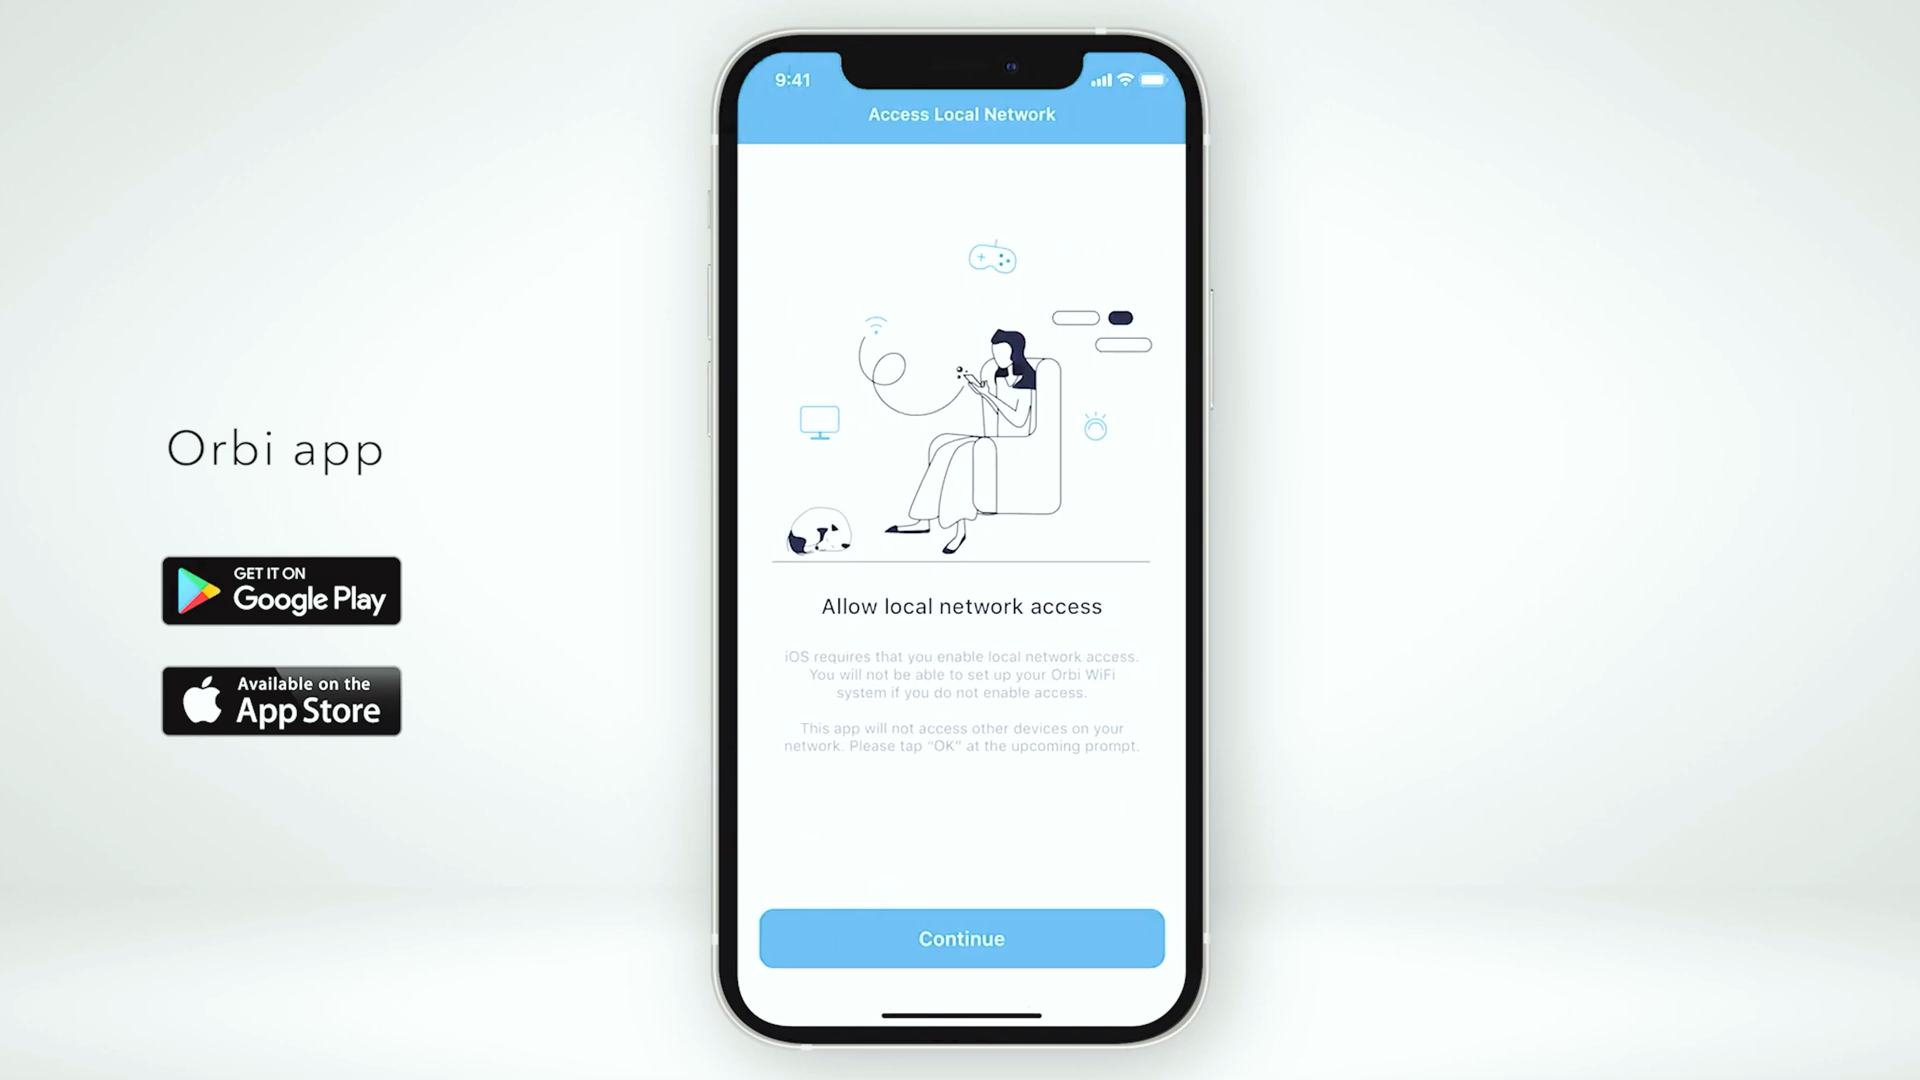 Orbi app
GET IT ON
Google Play
Available on the
App Store
9:41
Access Local Network
Allow local network access
iOS requires that you enable local network access.
You will not be able to set up your Orbi WiFi
system if you do not enable access.
This app will not access other devices on your
network. Please tap “OK” at the upcoming prompt.
Continue